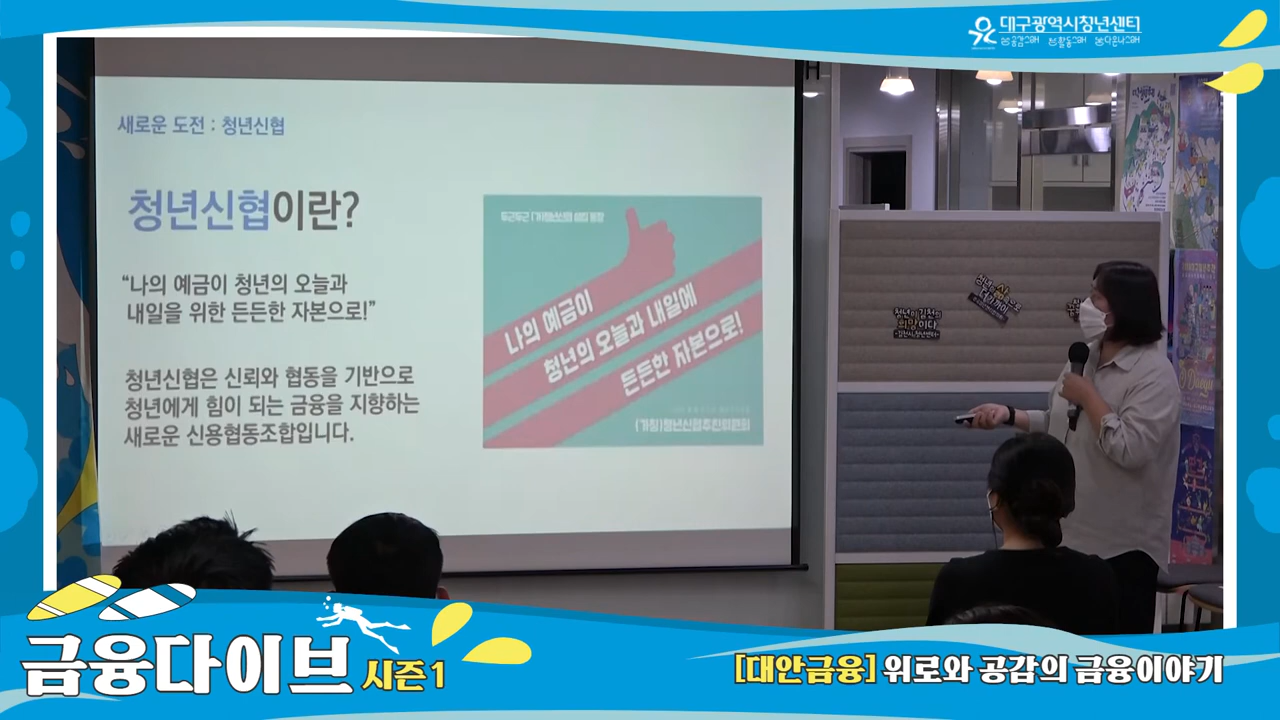 대구광역시청년센터
새로운 도전 : 청년신협
청년신협이란?
“나의 예금이 청년의 오늘과
내일을 위한 든든한 자본으로!”
청년신협은 신뢰와 협동을 기반으로
청년에게 힘이 되는 금융을 지향하는
새로운 신용협동조합입니다.
나의 예금이
청년의 오늘과 내일에
든든한 자본으로!
(가칭)청년신협추진위원회
청년이 김천의
희망이다
금융다이브 시즌1
[대안금융] 위로와 공감의 금융이야기